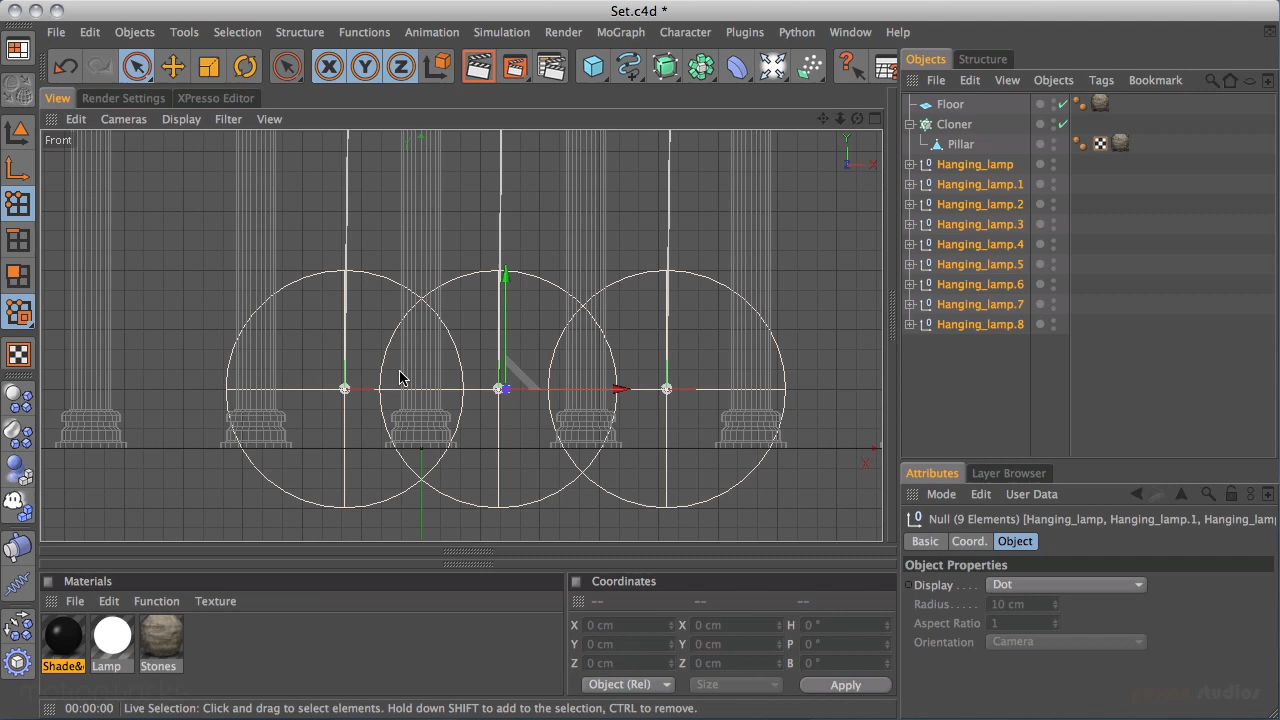 Set.c4d *
File Edit Objects Tools Selection Structure Functions Animation Simulation Render MoGraph Character Plugins Python Window Help
X Y Z
View Render Settings XPresso Editor
Edit Cameras Display Filter View
Front
Y
X
Z
X
Objects Structure
File Edit View Objects Tags Bookmark
Floor
Cloner
Pillar
Hanging_lamp
Hanging_lamp.1
Hanging_lamp.2
Hanging_lamp.3
Hanging_lamp.4
Hanging_lamp.5
Hanging_lamp.6
Hanging_lamp.7
Hanging_lamp.8
Attributes Layer Browser
Mode Edit User Data
Null (9 Elements) [Hanging_lamp, Hanging_lamp.1, Hanging_lam
Basic Coord. Object
Object Properties
Display . . . . Dot
Radius . . . . . 10 cm
Aspect Ratio 1
Orientation Camera
Materials
File Edit Function Texture
Shade& Lamp Stones
Coordinates
-- -- --
X 0 cm X 0 cm H 0 °
Y 0 cm Y 0 cm P 0 °
Z 0 cm Z 0 cm B 0 °
Object (Rel) Size Apply
00:00:00 Live Selection: Click and drag to select elements. Hold down SHIFT to add to the selection, CTRL to remove.